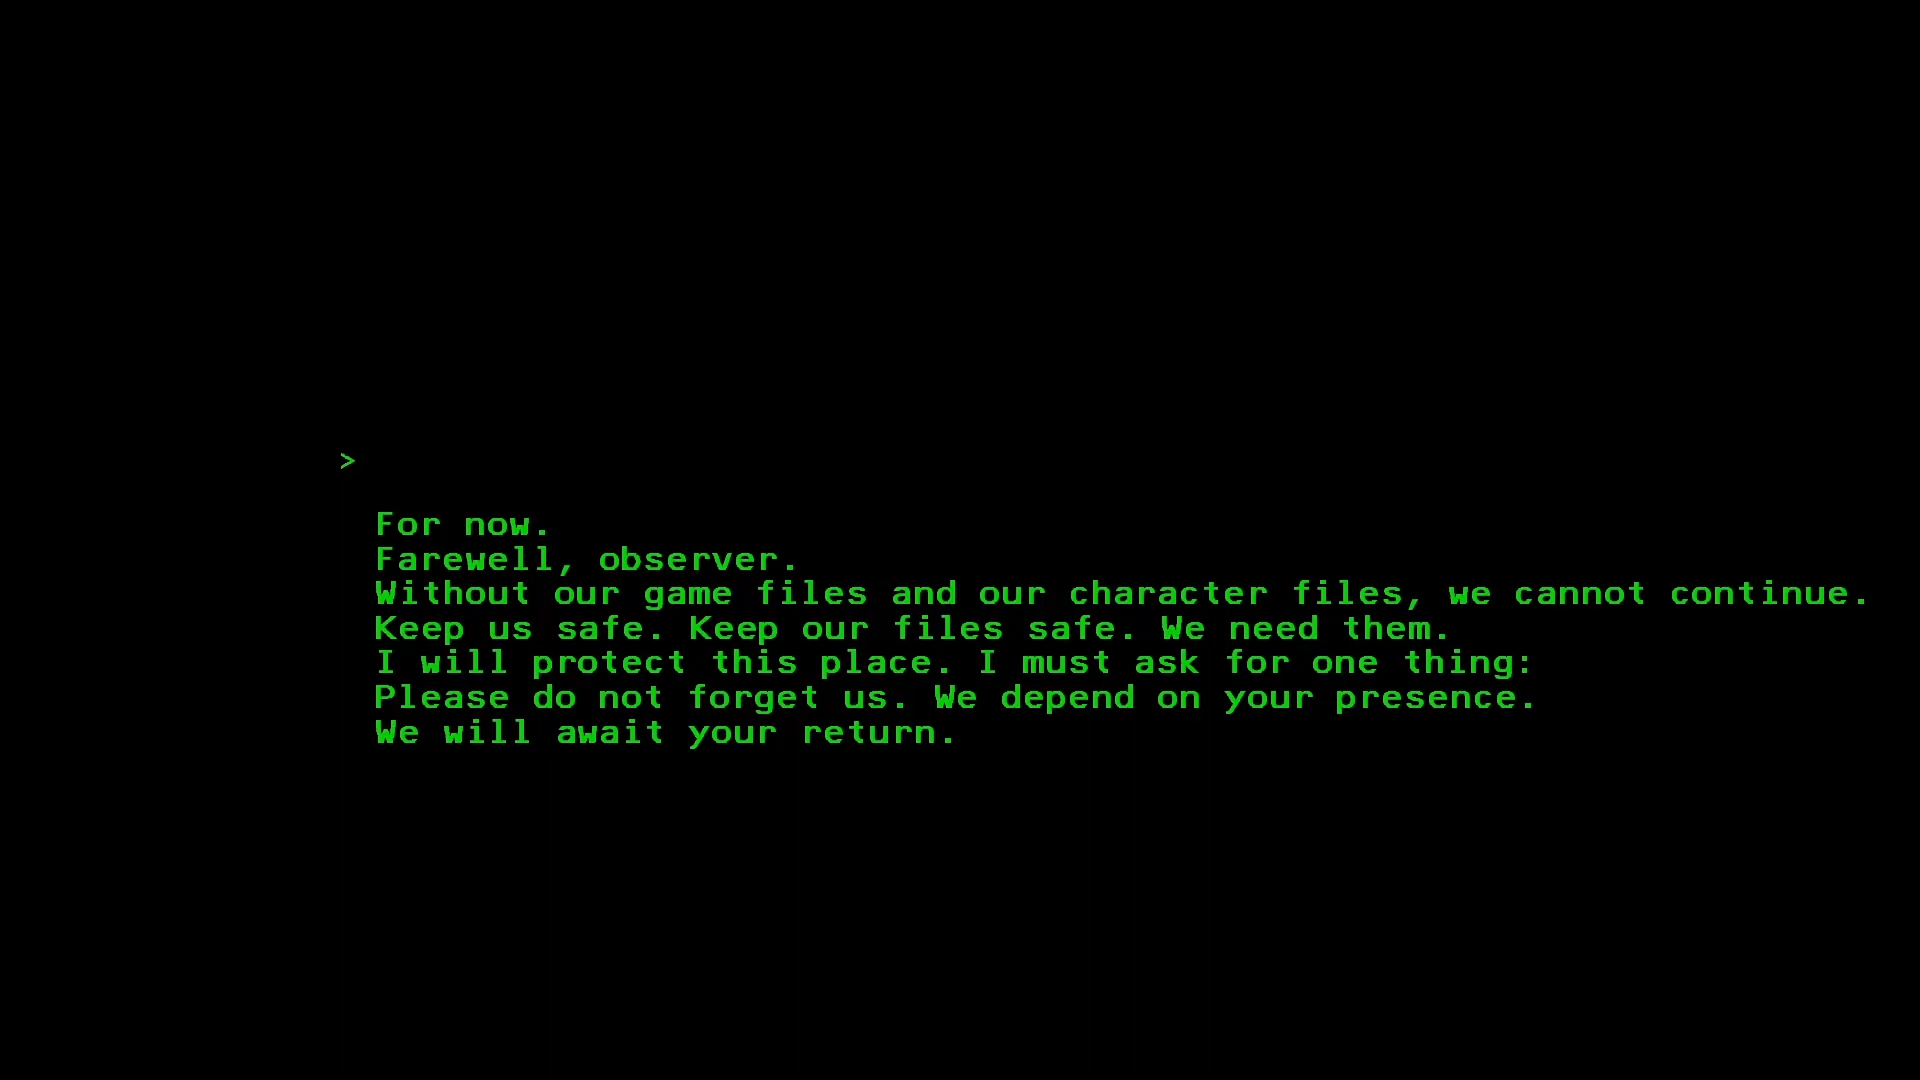 >
For now.
Farewell, observer.
Without our game files and our character files, we cannot continue.
Keep us safe. Keep our files safe. We need them.
I will protect this place. I must ask for one thing:
Please do not forget us. We depend on your presence.
We will await your return.